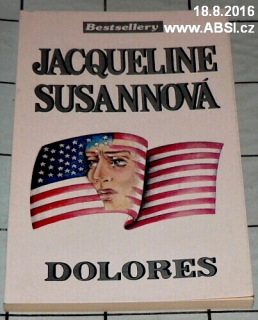 18.8.2016
www.ABSI.cz
Bestsellery
JACQUELINE
SUSANNOVÁ
DOLORES